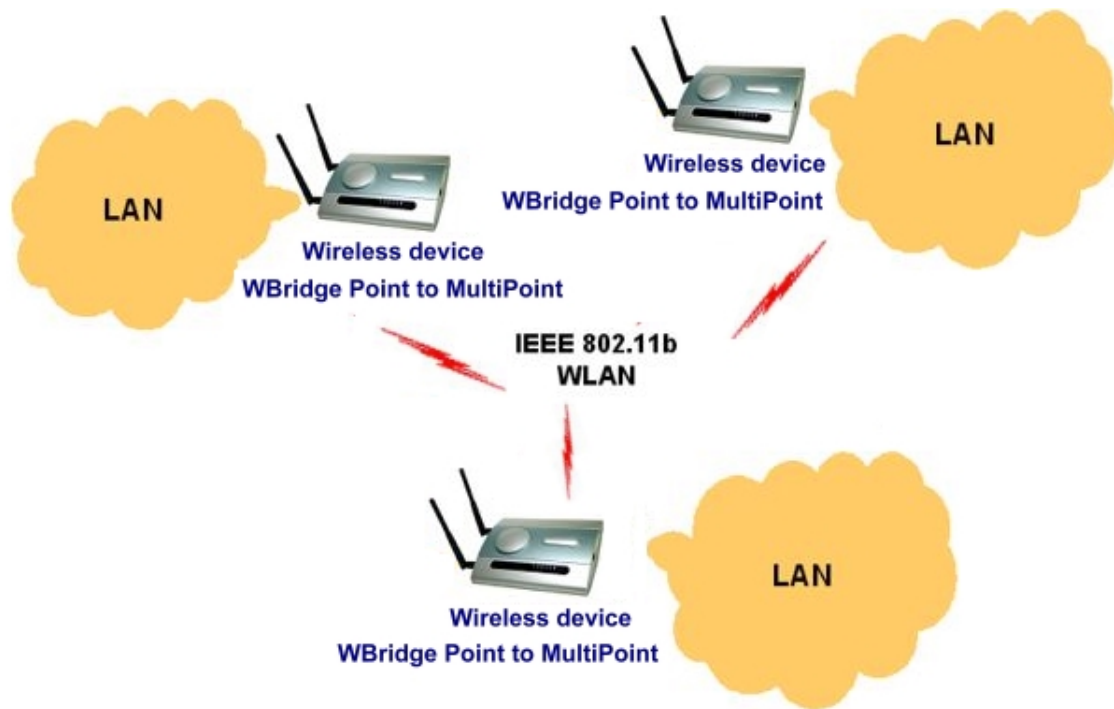 LAN
Wireless device
WBridge Point to MultiPoint
LAN
Wireless device
WBridge Point to MultiPoint
IEEE 802.11b
WLAN
LAN
Wireless device
WBridge Point to MultiPoint